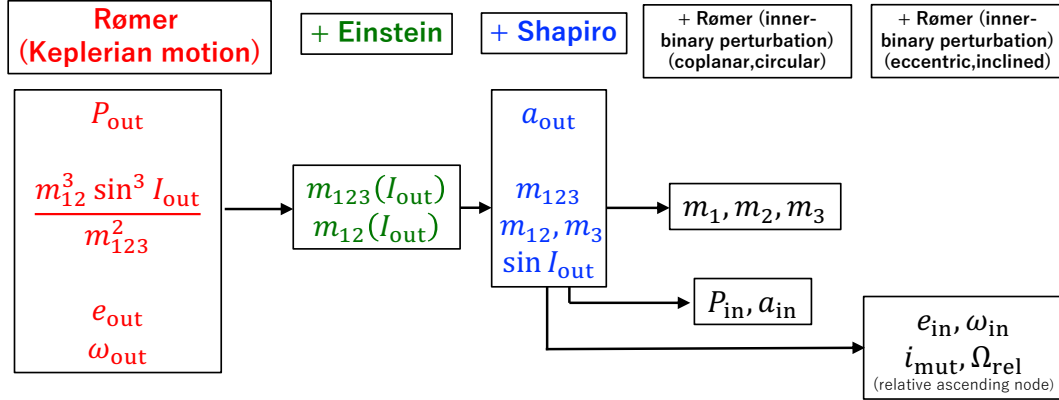 Rømer
(Keplerian motion)
+ Einstein
+ Shapiro
+ Rømer (inner-
binary perturbation)
(coplanar,circular)
+ Rømer (inner-
binary perturbation)
(eccentric,inclined)
P_out
m_12^3 sin^3 I_out
m_123^2
e_out
ω_out
m_123(I_out)
m_12(I_out)
a_out
m_123
m_12, m_3
sin I_out
m_1, m_2, m_3
P_in, a_in
e_in, ω_in
i_mut, Ω_rel
(relative ascending node)